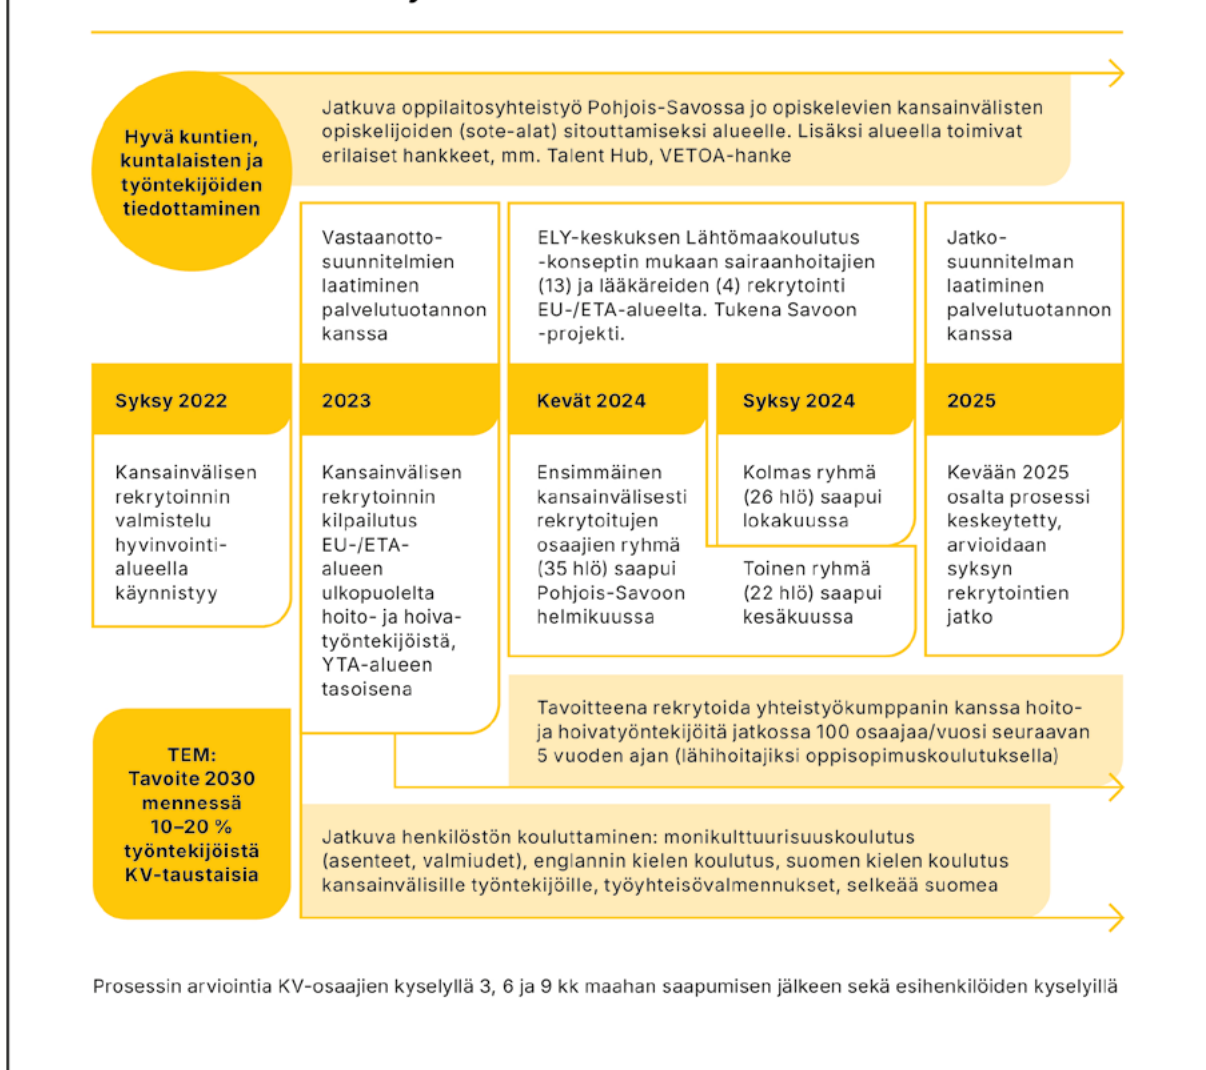 Hyvä kuntien,
kuntalaisten ja
työntekijöiden
tiedottaminen
Jatkuva oppilaitosyhteistyö Pohjois-Savossa jo opiskelevien kansainvälisten
opiskelijoiden (sote-alat) sitouttamiseksi alueelle. Lisäksi alueella toimivat
erilaiset hankkeet, mm. Talent Hub, VETOA-hanke
Vastaanotto-
suunnitelmien
laatiminen
palvelutuotannon
kanssa
ELY-keskuksen Lähtömaakoulutus
-konseptin mukaan sairaanhoitajien
(13) ja lääkäreiden (4) rekrytointi
EU-/ETA-alueelta. Tukena Savoon
-projekti.
Jatko-
suunnitelman
laatiminen
palvelutuotannon
kanssa
Syksy 2022
Kansainvälisen
rekrytoinnin
valmistelu
hyvinvointi-
alueella
käynnistyy
2023
Kansainvälisen
rekrytoinnin
kilpailutus
EU-/ETA-
alueen
ulkopuolelta
hoito- ja hoiva-
työntekijöistä,
YTA-alueen
tasoisena
Kevät 2024
Ensimmäinen
kansainvälisesti
rekrytoitujen
osaajien ryhmä
(35 hlö) saapui
Pohjois-Savoon
helmikuussa
Syksy 2024
Kolmas ryhmä
(26 hlö) saapui
lokakuussa
Toinen ryhmä
(22 hlö) saapui
kesäkuussa
2025
Kevään 2025
osalta prosessi
keskeytetty,
arvioidaan
syksyn
rekrytointien
jatko
Tavoitteena rekrytoida yhteistyökumppanin kanssa hoito-
ja hoivatyöntekijöitä jatkossa 100 osaajaa/vuosi seuraavan
5 vuoden ajan (lähihoitajiksi oppisopimuskoulutuksella)
TEM:
Tavoite 2030
mennessä
10–20 %
työntekijöistä
KV-taustaisia
Jatkuva henkilöstön kouluttaminen: monikulttuurisuuskoulutus
(asenteet, valmiudet), englannin kielen koulutus, suomen kielen koulutus
kansainvälisille työntekijöille, työyhteisövalmennukset, selkeää suomea
Prosessin arviointia KV-osaajien kyselyllä 3, 6 ja 9 kk maahan saapumisen jälkeen sekä esihenkilöiden kyselyillä